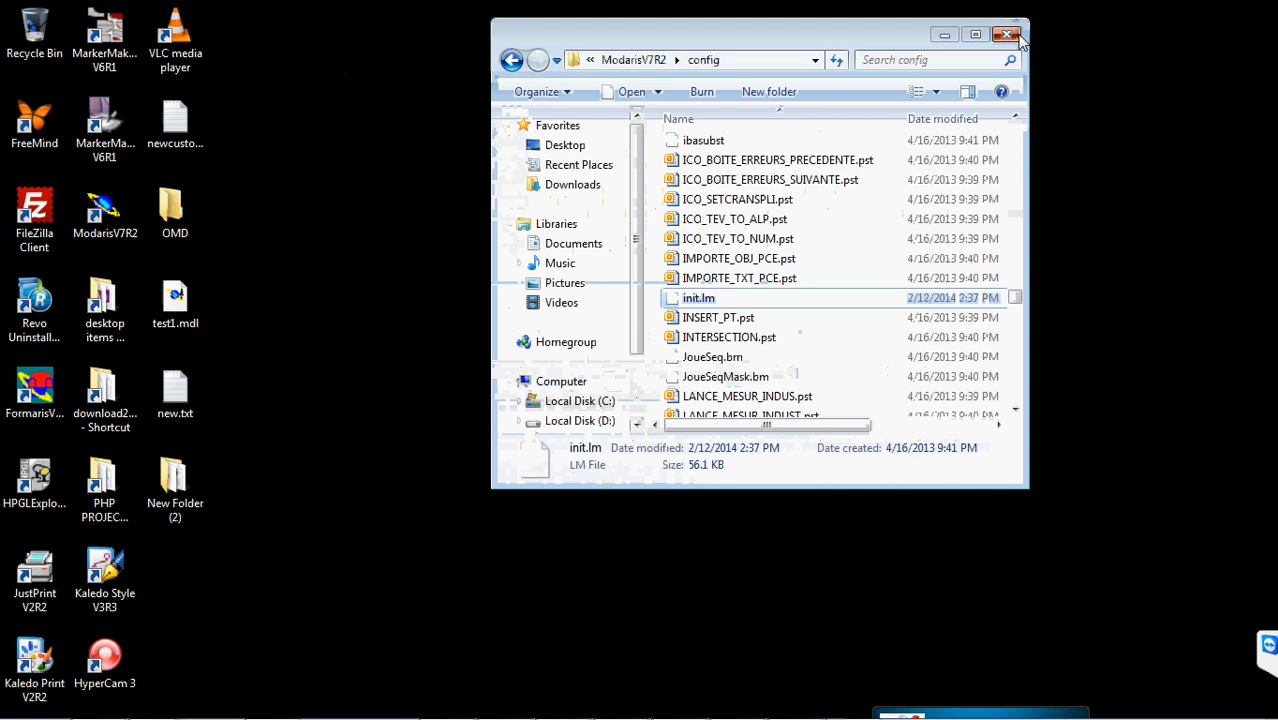 Recycle Bin
MarkerMak...
V6R1
VLC media
player
FreeMind
MarkerMa...
V6R1
newcusto...
FileZilla
Client
ModarisV7R2
OMD
Revo
Uninstall...
desktop
items ...
test1.mdl
FormarisV...
download2...
- Shortcut
new.txt
HPGLExplo...
PHP
PROJEC...
New Folder
(2)
JustPrint
V2R2
Kaledo Style
V3R3
Kaledo Print
V2R2
HyperCam 3
« ModarisV7R2 config
Search config
Organize Open Burn New folder
Favorites
Desktop
Recent Places
Downloads
Libraries
Documents
Music
Pictures
Videos
Homegroup
Computer
Local Disk (C:)
Local Disk (D:)
Name Date modified
ibasubst 4/16/2013 9:41 PM
ICO_BOITE_ERREURS_PRECEDENTE.pst 4/16/2013 9:40 PM
ICO_BOITE_ERREURS_SUIVANTE.pst 4/16/2013 9:40 PM
ICO_SETCRANSPLI.pst 4/16/2013 9:39 PM
ICO_TEV_TO_ALP.pst 4/16/2013 9:39 PM
ICO_TEV_TO_NUM.pst 4/16/2013 9:39 PM
IMPORTE_OBJ_PCE.pst 4/16/2013 9:40 PM
IMPORTE_TXT_PCE.pst 4/16/2013 9:40 PM
init.lm 2/12/2014 2:37 PM
INSERT_PT.pst 4/16/2013 9:39 PM
INTERSECTION.pst 4/16/2013 9:40 PM
JoueSeq.bm 4/16/2013 9:40 PM
JoueSeqMask.bm 4/16/2013 9:40 PM
LANCE_MESUR_INDUS.pst 4/16/2013 9:39 PM
LANCE_MESUR_INDUST.pst 4/16/2013 9:40 PM
init.lm Date modified: 2/12/2014 2:37 PM Date created: 4/16/2013 9:41 PM
LM File Size: 56.1 KB